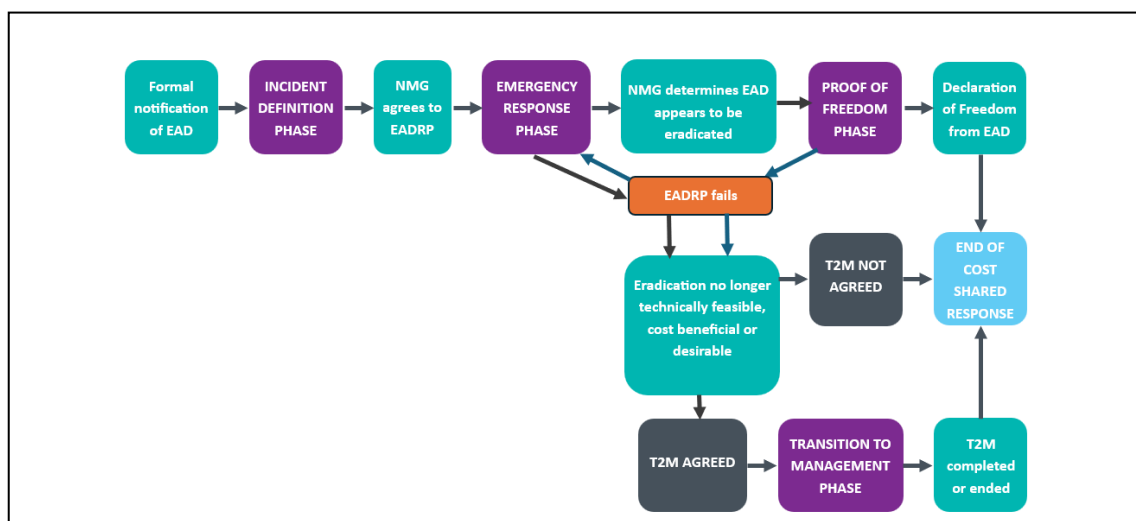 Formal
notification
of EAD
INCIDENT
DEFINITION
PHASE
NMG
agrees to
EADRP
EMERGENCY
RESPONSE
PHASE
NMG determines EAD
appears to be
eradicated
PROOF OF
FREEDOM
PHASE
Declaration
of Freedom
from EAD
EADRP fails
Eradication no longer
technically feasible,
cost beneficial or
desirable
T2M NOT
AGREED
END OF
COST
SHARED
RESPONSE
T2M AGREED
TRANSITION TO
MANAGEMENT
PHASE
T2M
completed
or ended